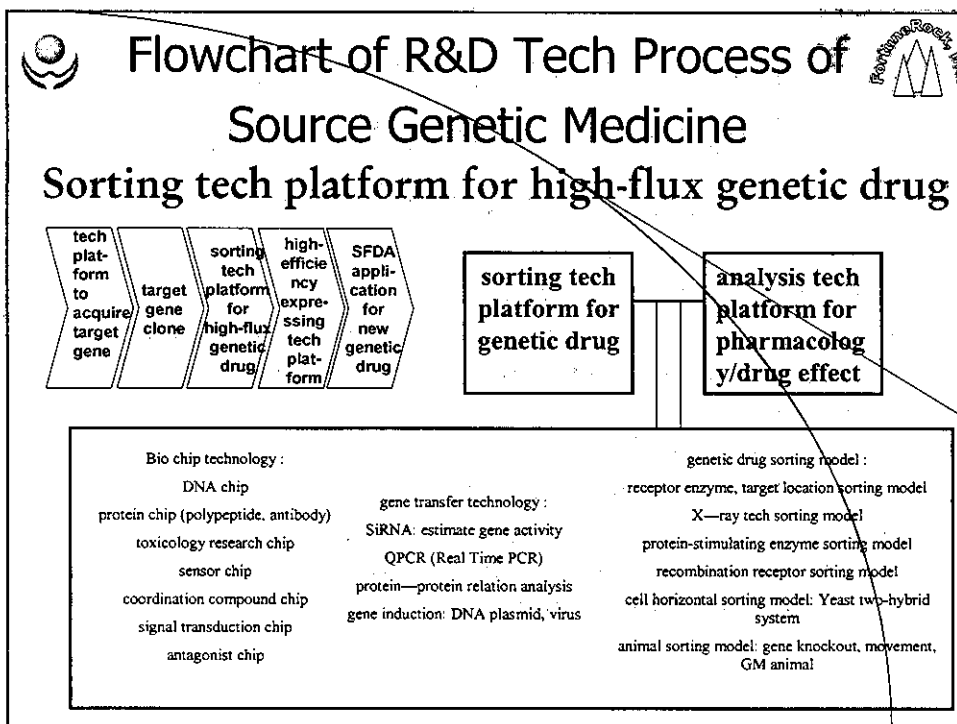 Flowchart of R&D Tech Process of
Source Genetic Medicine
FortuneRock,
Sorting tech platform for high-flux genetic drug
tech
plat-
form
to
acquire
target
gene
target
gene
clone
sorting
tech
platform
for
high-flux
genetic
drug
high-
efficie
ncy
expre-
ssing
tech
plat-
form
SFDA
appli-
cation
for
new
genetic
drug
sorting tech
platform for
genetic drug
analysis tech
platform for
pharmacolog
y/drug effect
Bio chip technology :
DNA chip
protein chip (polypeptide, antibody)
toxicology research chip
sensor chip
coordination compound chip
signal transduction chip
antagonist chip
gene transfer technology :
SiRNA: estimate gene activity
QPCR (Real Time PCR)
protein—protein relation analysis
gene induction: DNA plasmid, virus
genetic drug sorting model :
receptor enzyme, target location sorting model
X—ray tech sorting model
protein-stimulating enzyme sorting model
recombination receptor sorting model
cell horizontal sorting model: Yeast two-hybrid
system
animal sorting model: gene knockout, movement,
GM animal